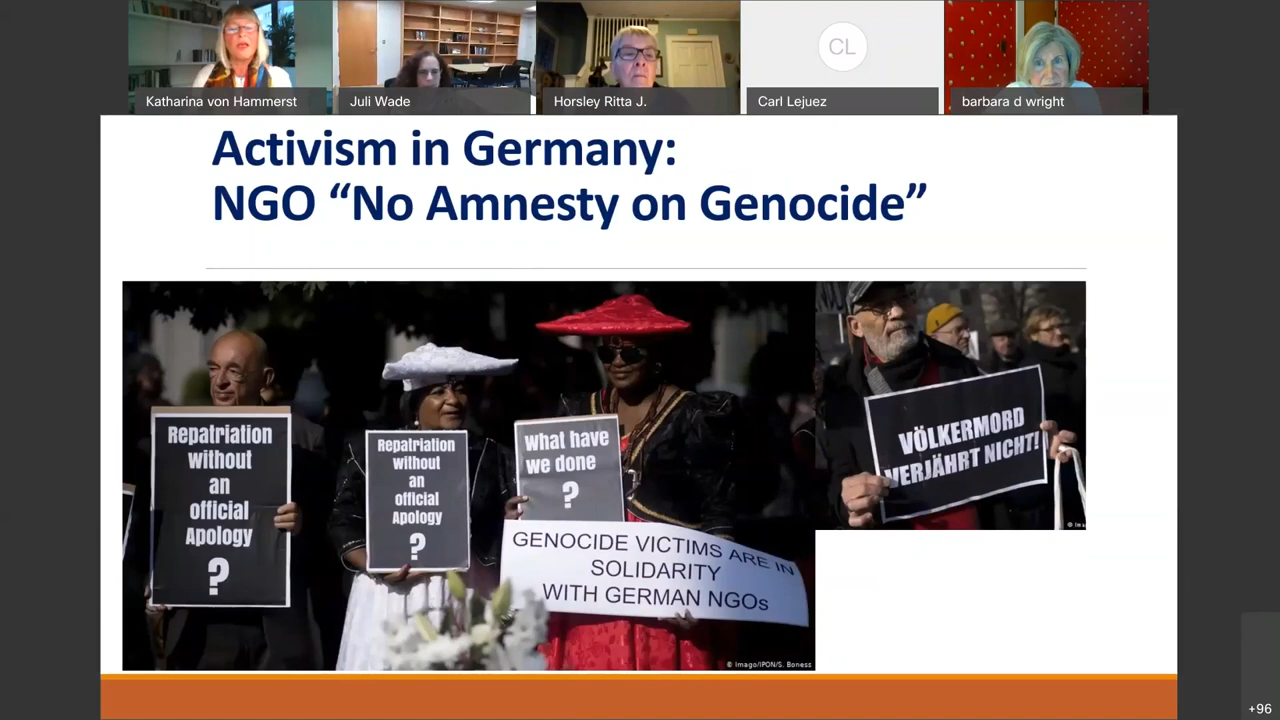 Katharina von Hammerst
Juli Wade
Horsley Ritta J.
CL
Carl Lejuez
barbara d wright
Activism in Germany:
NGO “No Amnesty on Genocide”
Repatriation
without
an
official
Apology
?
Repatriation
without
an
official
Apology
?
What have
we done
?
GENOCIDE VICTIMS ARE IN
SOLIDARITY
WITH GERMAN NGOs
© Imago/IPON/S. Boness
VÖLKERMORD
VERJÄHRT NICHT!
+96